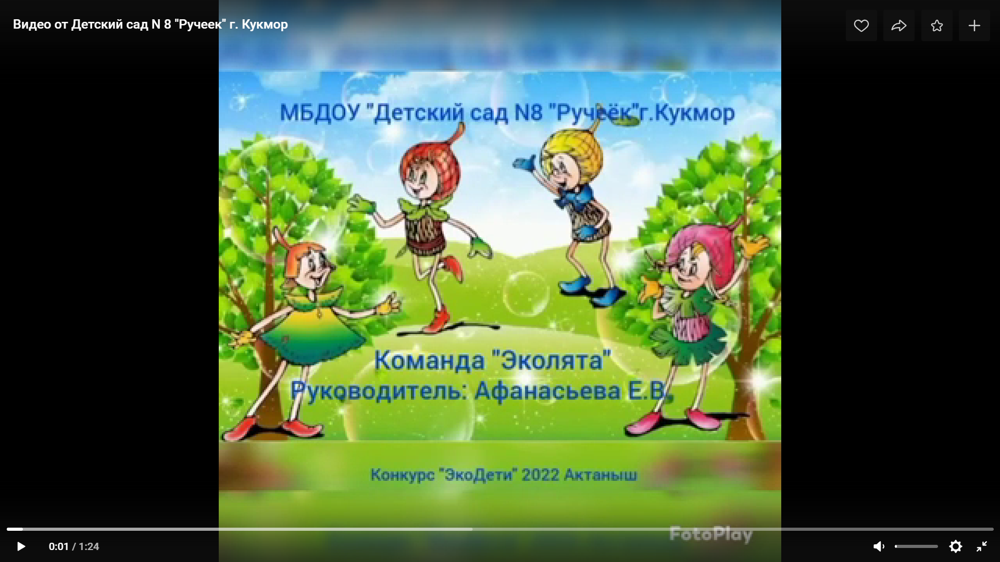 Видео от Детский сад N 8 "Ручеек" г. Кукмор
МБДОУ "Детский сад N8 "Ручеёк"г.Кукмор
Команда "Эколята"
Руководитель: Афанасьева Е.В.
Конкурс "ЭкоДети" 2022 Актаныш
FotoPlay
0:01 / 1:24